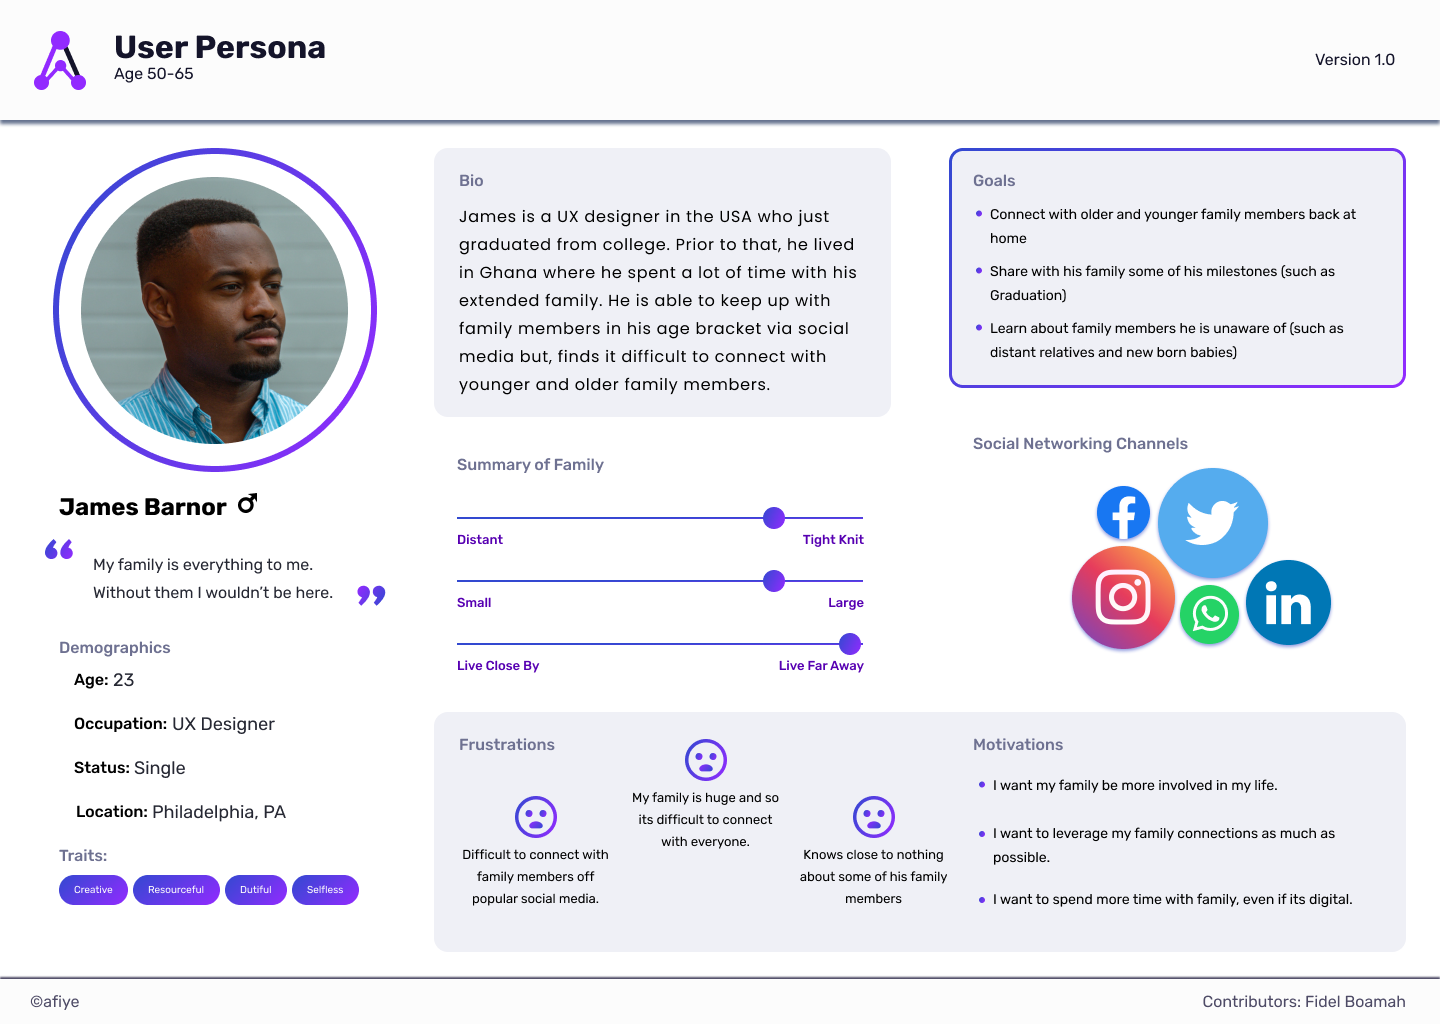 User Persona
Age 50-65
Version 1.0
James Barnor
“ My family is everything to me.
Without them I wouldn’t be here. ”
Demographics
Age: 23
Occupation: UX Designer
Status: Single
Location: Philadelphia, PA
Traits:
Creative Resourceful Dutiful Selfless
Bio
James is a UX designer in the USA who just
graduated from college. Prior to that, he lived
in Ghana where he spent a lot of time with his
extended family. He is able to keep up with
family members in his age bracket via social
media but, finds it difficult to connect with
younger and older family members.
Summary of Family
Distant Tight Knit
Small Large
Live Close By Live Far Away
Goals
Connect with older and younger family members back at
home
Share with his family some of his milestones (such as
Graduation)
Learn about family members he is unaware of (such as
distant relatives and new born babies)
Social Networking Channels
in
Frustrations
Difficult to connect with
family members off
popular social media.
My family is huge and so
its difficult to connect
with everyone.
Knows close to nothing
about some of his family
members
Motivations
I want my family be more involved in my life.
I want to leverage my family connections as much as
possible.
I want to spend more time with family, even if its digital.
©afiye
Contributors: Fidel Boamah